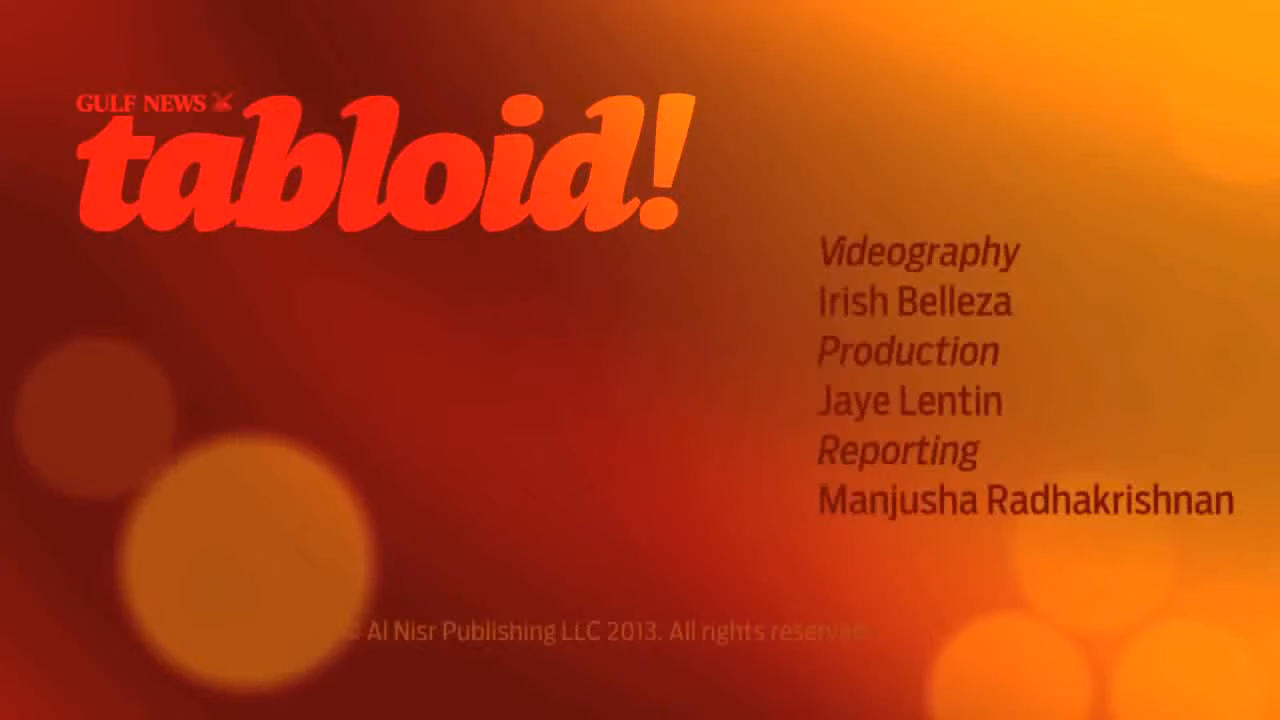 GULF NEWS
tabloid!
Videography
Irish Belleza
Production
Jaye Lentin
Reporting
Manjusha Radhakrishnan
© Al Nisr Publishing LLC 2013. All rights reserved